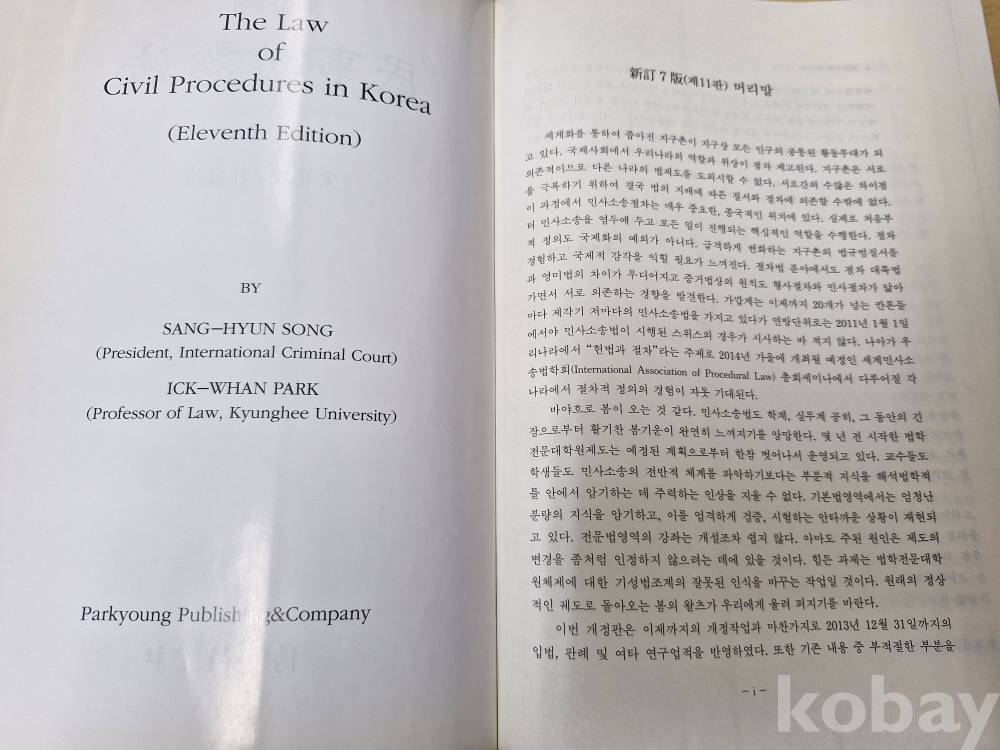 The Law
of
Civil Procedures in Korea
(Eleventh Edition)
BY
SANG-HYUN SONG
(President, International Criminal Court)
ICK-WHAN PARK
(Professor of Law, Kyunghee University)
Parkyoung Publishing&Company
新訂 7 版(제11판) 머리말
세계화를 통하여 좁아진 지구촌이 지구상 모든 인구의 공통된 활동무대가 되
고 있다. 국제사회에서 우리나라의 역할과 위상이 점차 제고된다. 지구촌은 서로
의존적이므로 다른 나라의 법제도를 도외시할 수 없다. 서로간의 수많은 차이점
을 극복하기 위하여 결국 법의 지배에 따른 질서와 절차에 의존할 수밖에 없다.
이 과정에서 민사소송절차는 매우 중요한, 종국적인 위치에 있다. 실제로 처음부
터 민사소송을 염두에 두고 모든 일이 진행되는 핵심적인 역할을 수행한다. 절차
적 정의도 국제화의 예외가 아니다. 급격하게 변화하는 지구촌의 법규범질서를
경험하고 국제적 감각을 익힐 필요가 느껴진다. 절차법 분야에서도 점차 대륙법
과 영미법의 차이가 무디어지고 증거법상의 원칙도 형사절차와 민사절차가 닮아
가면서 서로 의존하는 경향을 발견한다. 가깝게는 이제까지 20개가 넘는 칸톤들
마다 제각기 저마다의 민사소송법을 가지고 있다가 연방단위로는 2011년 1월 1일
에서야 민사소송법이 시행된 스위스의 경우가 시사하는 바 적지 않다. 나아가 우
리나라에서 “헌법과 절차”라는 주제로 2014년 가을에 개최될 예정인 세계민사소
송법학회(International Association of Procedural Law) 총회세미나에서 다루어질 각
나라에서 절차적 정의의 경험이 자못 기대된다.
바야흐로 봄이 오는 것 같다. 민사소송법도 학계, 실무계 공히, 그 동안의 긴
잠으로부터 활기찬 봄기운이 완연히 느껴지기를 앙망한다. 몇 년 전 시작한 법학
전문대학원제도는 예정된 계획으로부터 한참 벗어나서 운영되고 있다. 교수들도
학생들도 민사소송의 전반적 체계를 파악하기보다는 부분적 지식을 해석법학적
틀 안에서 암기하는 데 주력하는 인상을 지울 수 없다. 기본법영역에서는 엄청난
분량의 지식을 암기하고, 이를 엄격하게 검증, 시험하는 안타까운 상황이 재현되
고 있다. 전문법영역의 강좌는 개설조차 쉽지 않다. 아마도 주된 원인은 제도의
변경을 좀처럼 인정하지 않으려는 데에 있을 것이다. 힘든 과제는 법학전문대학
원체제에 대한 기성법조계의 잘못된 인식을 바꾸는 작업일 것이다. 원래의 정상
적인 궤도로 돌아오는 봄의 왈츠가 우리에게 울려 퍼지기를 바란다.
이번 개정판은 이제까지의 개정작업과 마찬가지로 2013년 12월 31일까지의
입법, 판례 및 여타 연구업적을 반영하였다. 또한 기존 내용 중 부적절한 부분을
- i -
kobay